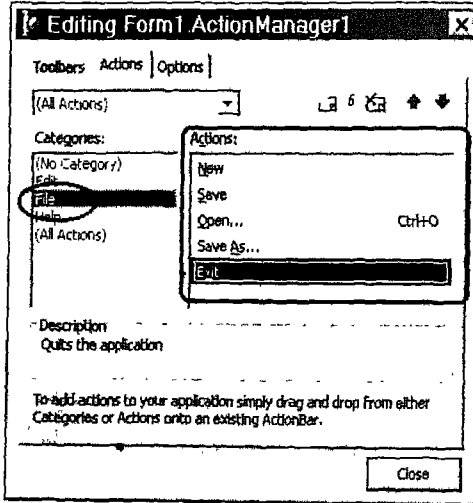 Editing Form1.ActionManager1
Toolbars Actions Options
(All Actions)
Categories:
Actions:
(No Category)
Edit
File
Help
(All Actions)
New
Save
Open... Ctrl+O
Save As...
Exit
Description
Quits the application
To add actions to your application simply drag and drop from either
Categories or Actions onto an existing ActionBar.
Close